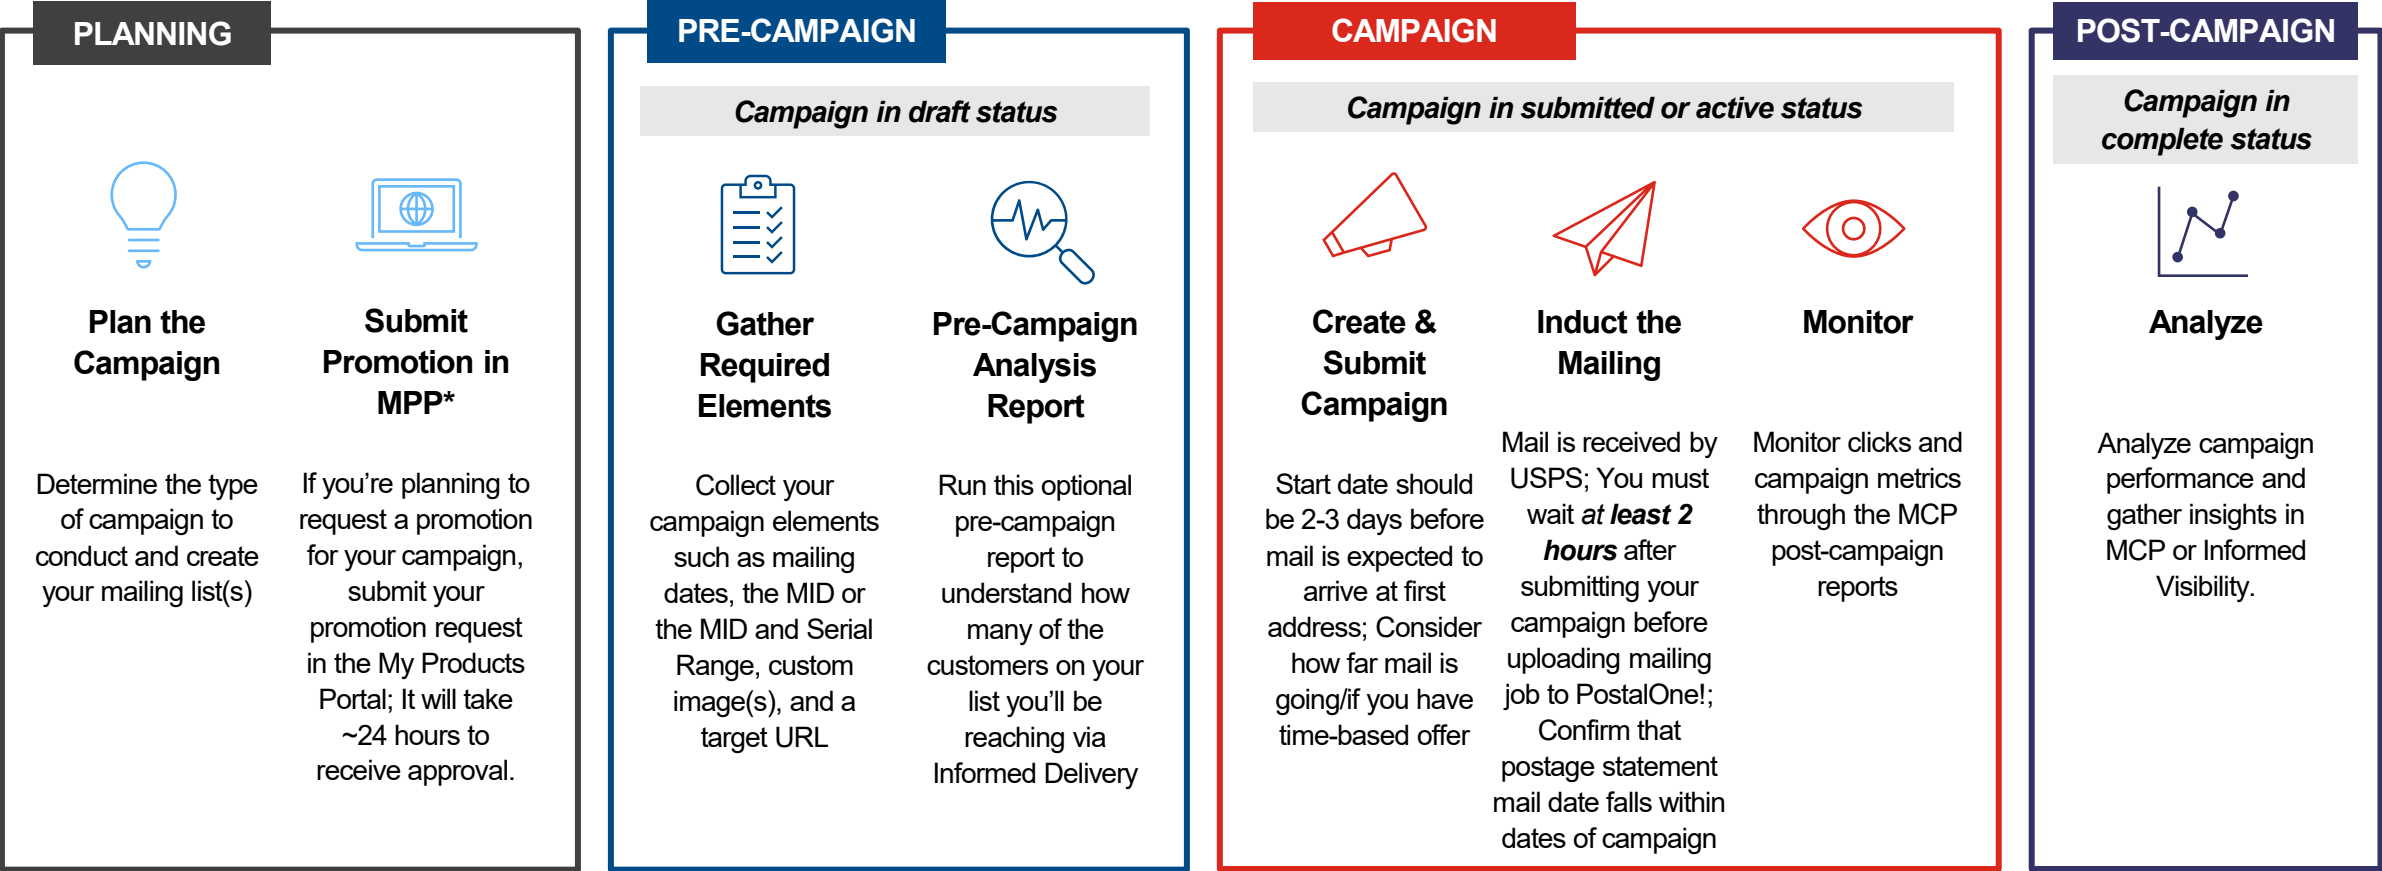 PLANNING
Plan the
Campaign
Determine the type
of campaign to
conduct and create
your mailing list(s)
Submit
Promotion in
MPP*
If you’re planning to
request a promotion
for your campaign,
submit your
promotion request
in the My Products
Portal; It will take
~24 hours to
receive approval.
PRE-CAMPAIGN
Campaign in draft status
Gather
Required
Elements
Collect your
campaign elements
such as mailing
dates, the MID or
the MID and Serial
Range, custom
image(s), and a
target URL
Pre-Campaign
Analysis
Report
Run this optional
pre-campaign
report to
understand how
many of the
customers on your
list you’ll be
reaching via
Informed Delivery
CAMPAIGN
Campaign in submitted or active status
Create &
Submit
Campaign
Start date should
be 2-3 days before
mail is expected to
arrive at first
address; Consider
how far mail is
going/if you have
time-based offer
Induct the
Mailing
Mail is received by
USPS; You must
wait at least 2
hours after
submitting your
campaign before
uploading mailing
job to PostalOne!;
Confirm that
postage statement
mail date falls within
dates of campaign
Monitor
Monitor clicks and
campaign metrics
through the MCP
post-campaign
reports
POST-CAMPAIGN
Campaign in
complete status
Analyze
Analyze campaign
performance and
gather insights in
MCP or Informed
Visibility.